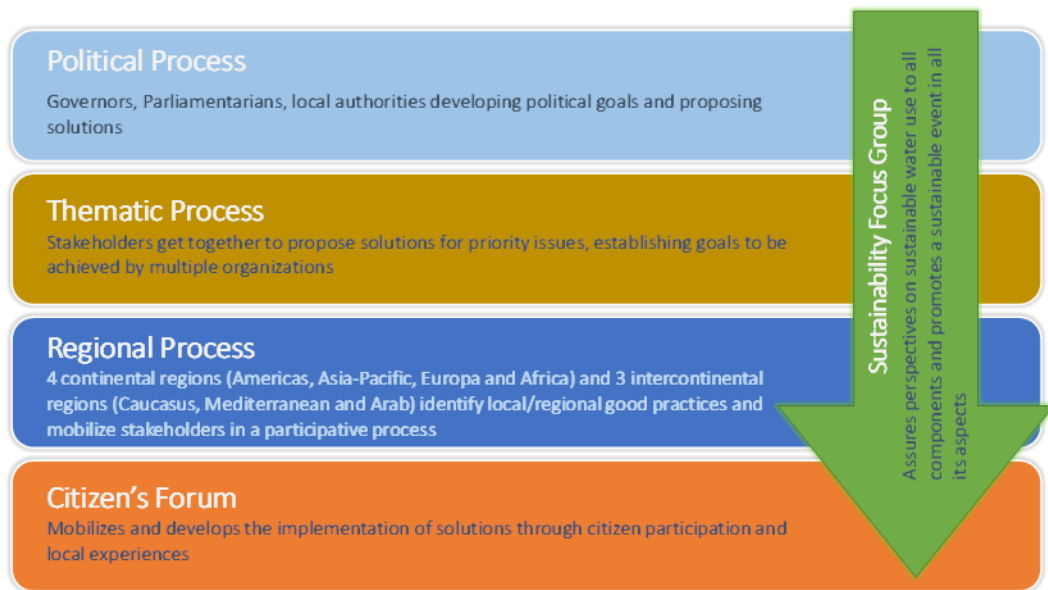 Political Process
Governors, Parliamentarians, local authorities developing political goals and proposing
solutions
Thematic Process
Stakeholders get together to propose solutions for priority issues, establishing goals to be
achieved by multiple organizations
Regional Process
4 continental regions (Americas, Asia-Pacific, Europa and Africa) and 3 intercontinental
regions (Caucasus, Mediterranean and Arab) identify local/regional good practices and
mobilize stakeholders in a participative process
Citizen's Forum
Mobilizes and develops the implementation of solutions through citizen participation and
local experiences
Sustainability Focus Group
Assures perspectives on sustainable water use to all
components and promotes a sustainable event in all
its aspects